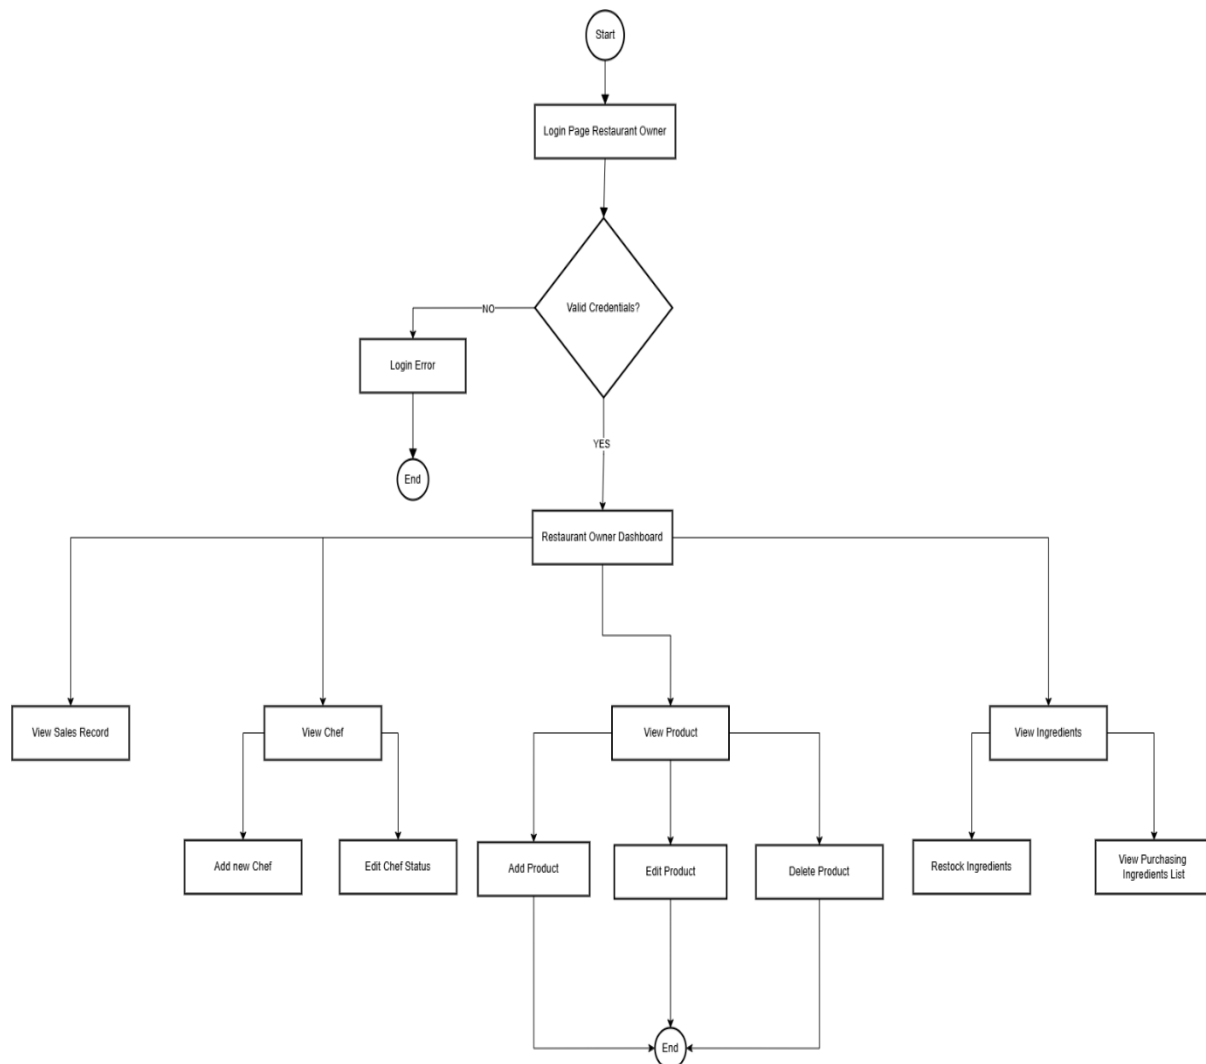 Start
Login Page Restaurant Owner
Valid Credentials?
NO
Login Error
YES
End
Restaurant Owner Dashboard
View Sales Record
View Chef
View Product
View Ingredients
Add new Chef
Edit Chef Status
Add Product
Edit Product
Delete Product
Restock Ingredients
View Purchasing
Ingredients List
End